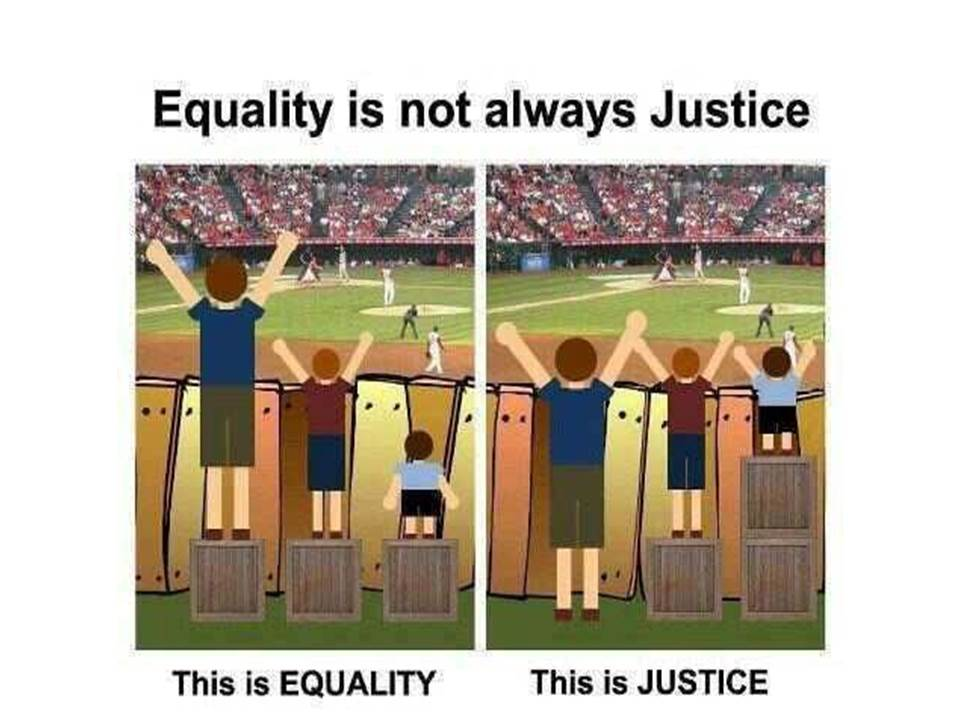 Equality is not always Justice
This is EQUALITY
This is JUSTICE